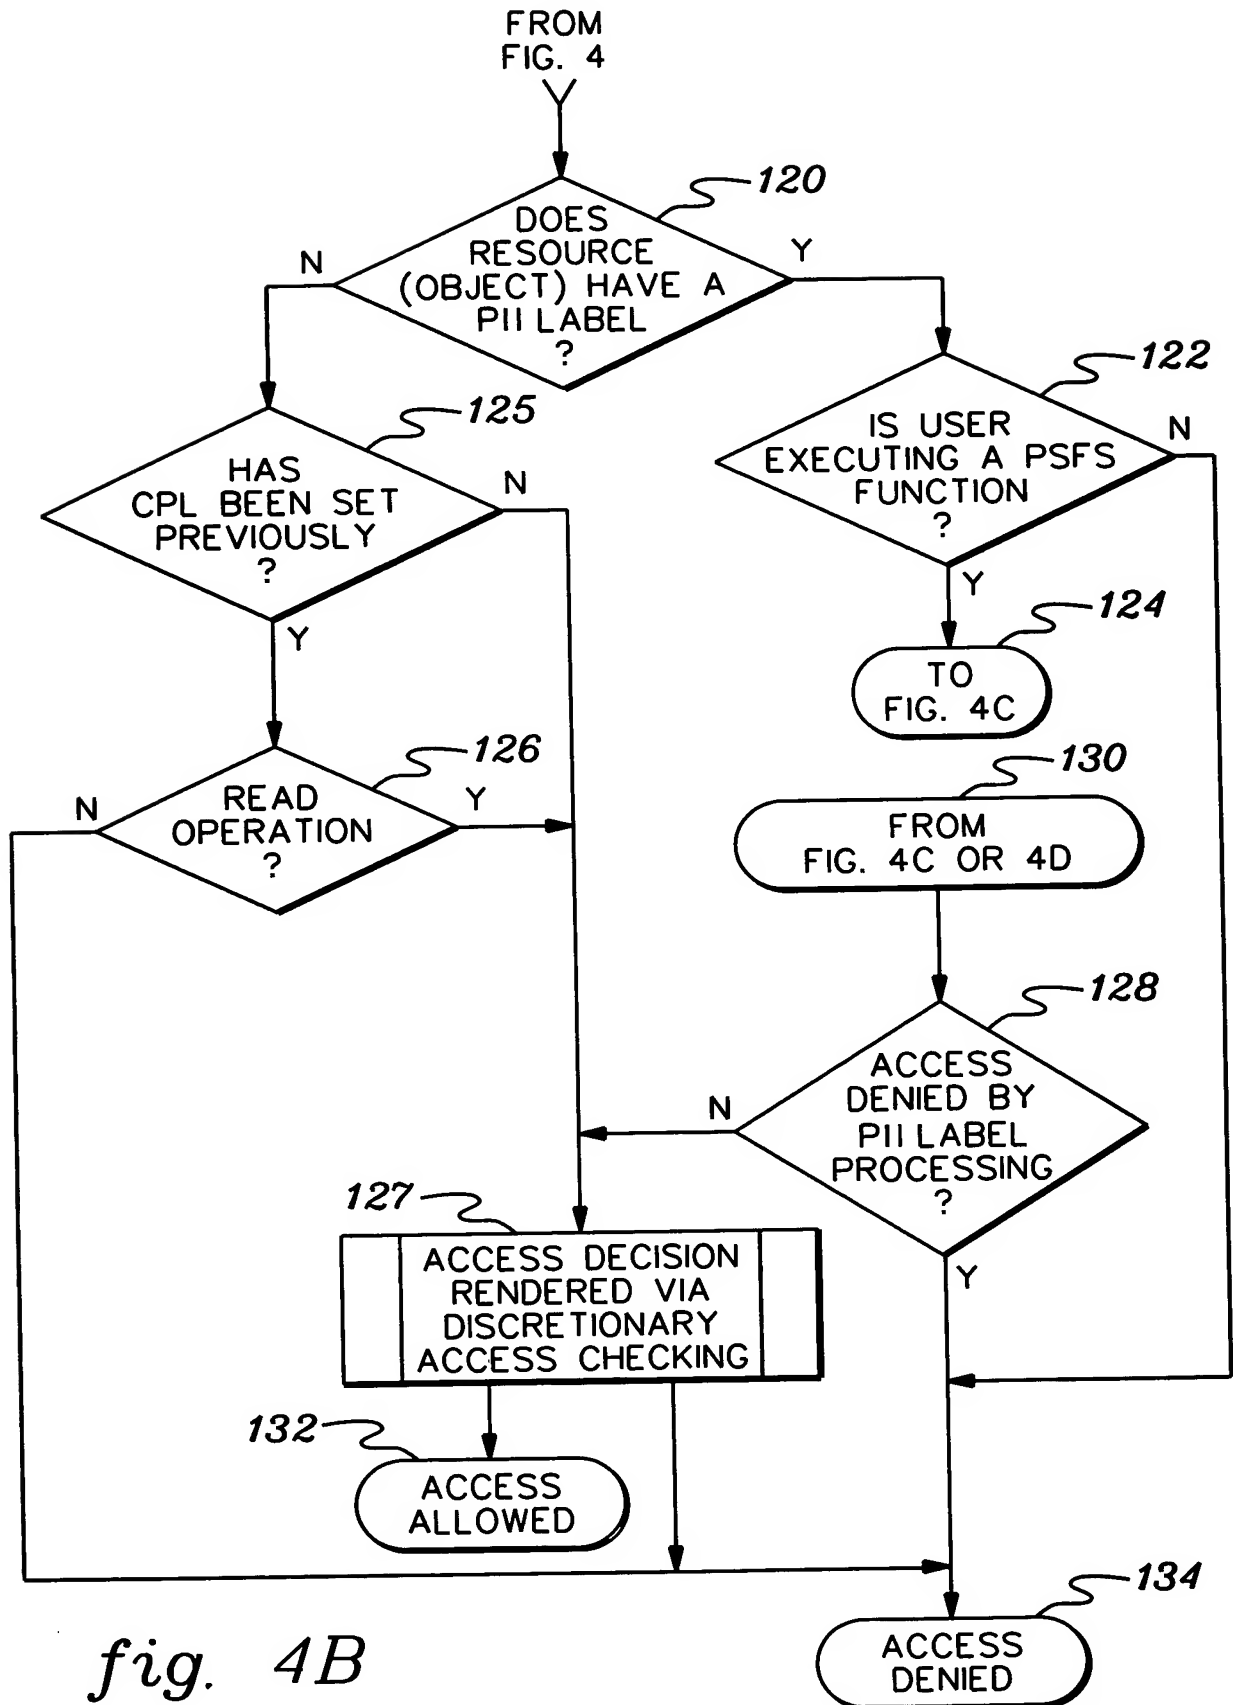 FROM
FIG. 4
120
DOES
RESOURCE
(OBJECT) HAVE A
PII LABEL
?
N
Y
122
IS USER
EXECUTING A PSFS
FUNCTION
?
N
Y
125
HAS
CPL BEEN SET
PREVIOUSLY
?
N
Y
124
TO
FIG. 4C
126
READ
OPERATION
?
N
Y
130
FROM
FIG. 4C OR 4D
128
ACCESS
DENIED BY
PII LABEL
PROCESSING
?
N
Y
127
ACCESS DECISION
RENDERED VIA
DISCRETIONARY
ACCESS CHECKING
132
ACCESS
ALLOWED
134
ACCESS
DENIED
fig. 4B